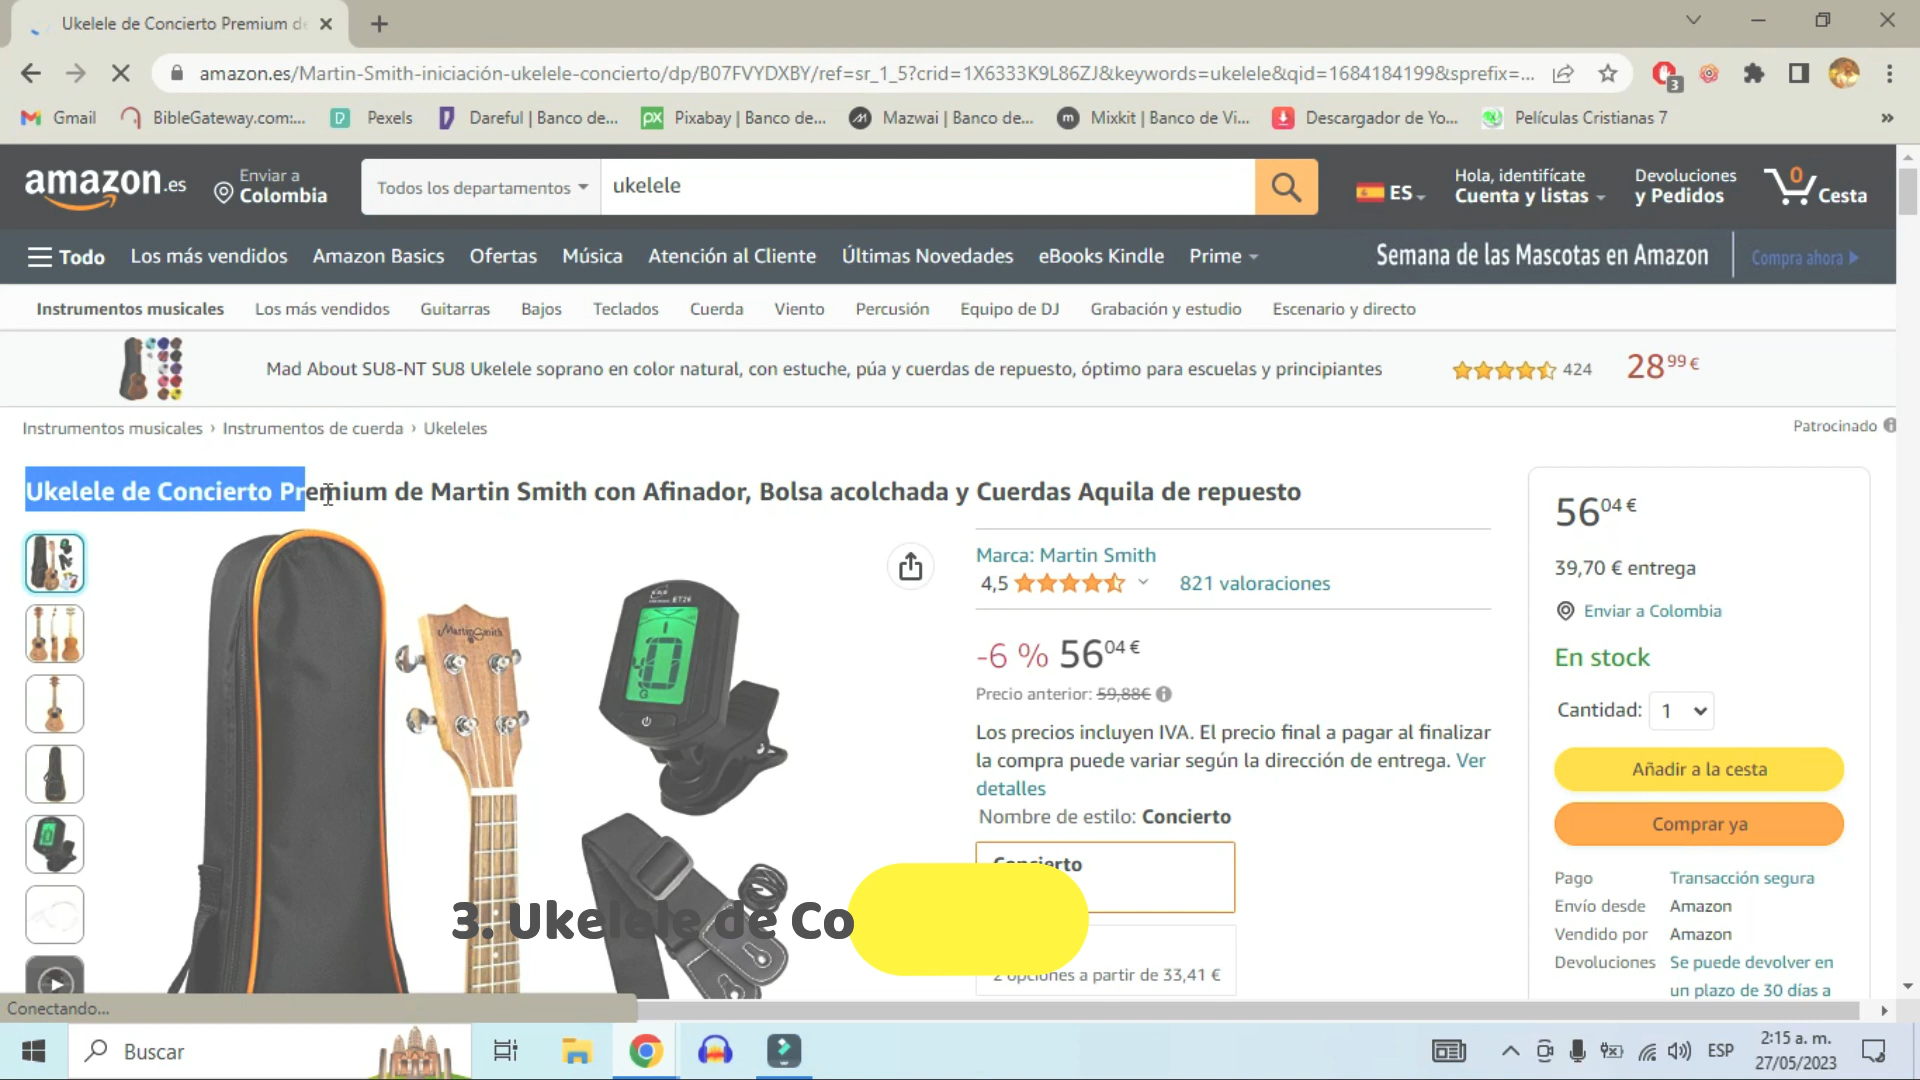 Ukelele de Concierto Premium de
amazon.es/Martin-Smith-iniciación-ukelele-concierto/dp/B07FVYDXBY/ref=sr_1_5?crid=1X6333K9L86ZJ&keywords=ukelele&qid=1684184199&sprefix=...
3
Gmail
BibleGateway.com:...
Pexels
Dareful | Banco de...
Pixabay | Banco de...
Mazwai | Banco de...
Mixkit | Banco de Vi...
Descargador de Yo...
Películas Cristianas 7
»
amazon.es
Enviar a
Colombia
Todos los departamentos
ukelele
ES
Hola, identifícate
Cuenta y listas
Devoluciones
y Pedidos
0
Cesta
Todo
Los más vendidos
Amazon Basics
Ofertas
Música
Atención al Cliente
Últimas Novedades
eBooks Kindle
Prime
Semana de las Mascotas en Amazon
Compra ahora
Instrumentos musicales
Los más vendidos
Guitarras
Bajos
Teclados
Cuerda
Viento
Percusión
Equipo de DJ
Grabación y estudio
Escenario y directo
Mad About SU8-NT SU8 Ukelele soprano en color natural, con estuche, púa y cuerdas de repuesto, óptimo para escuelas y principiantes
424
28 99 €
Instrumentos musicales › Instrumentos de cuerda › Ukeleles
Patrocinado
Ukelele de Concierto Premium de Martin Smith con Afinador, Bolsa acolchada y Cuerdas Aquila de repuesto
Marca: Martin Smith
4,5
821 valoraciones
-6 % 56 04 €
Precio anterior: 59,88€
Los precios incluyen IVA. El precio final a pagar al finalizar
la compra puede variar según la dirección de entrega. Ver
detalles
Nombre de estilo: Concierto
Concierto
2 opciones a partir de 33,41 €
MartinSmith
ET26
G
56 04 €
39,70 € entrega
Enviar a Colombia
En stock
Cantidad: 1
Añadir a la cesta
Comprar ya
Pago
Transacción segura
Envío desde
Amazon
Vendido por
Amazon
Devoluciones
Se puede devolver en
un plazo de 30 días a
3. Ukelele de Co
Conectando...
Buscar
ESP
2:15 a. m.
27/05/2023